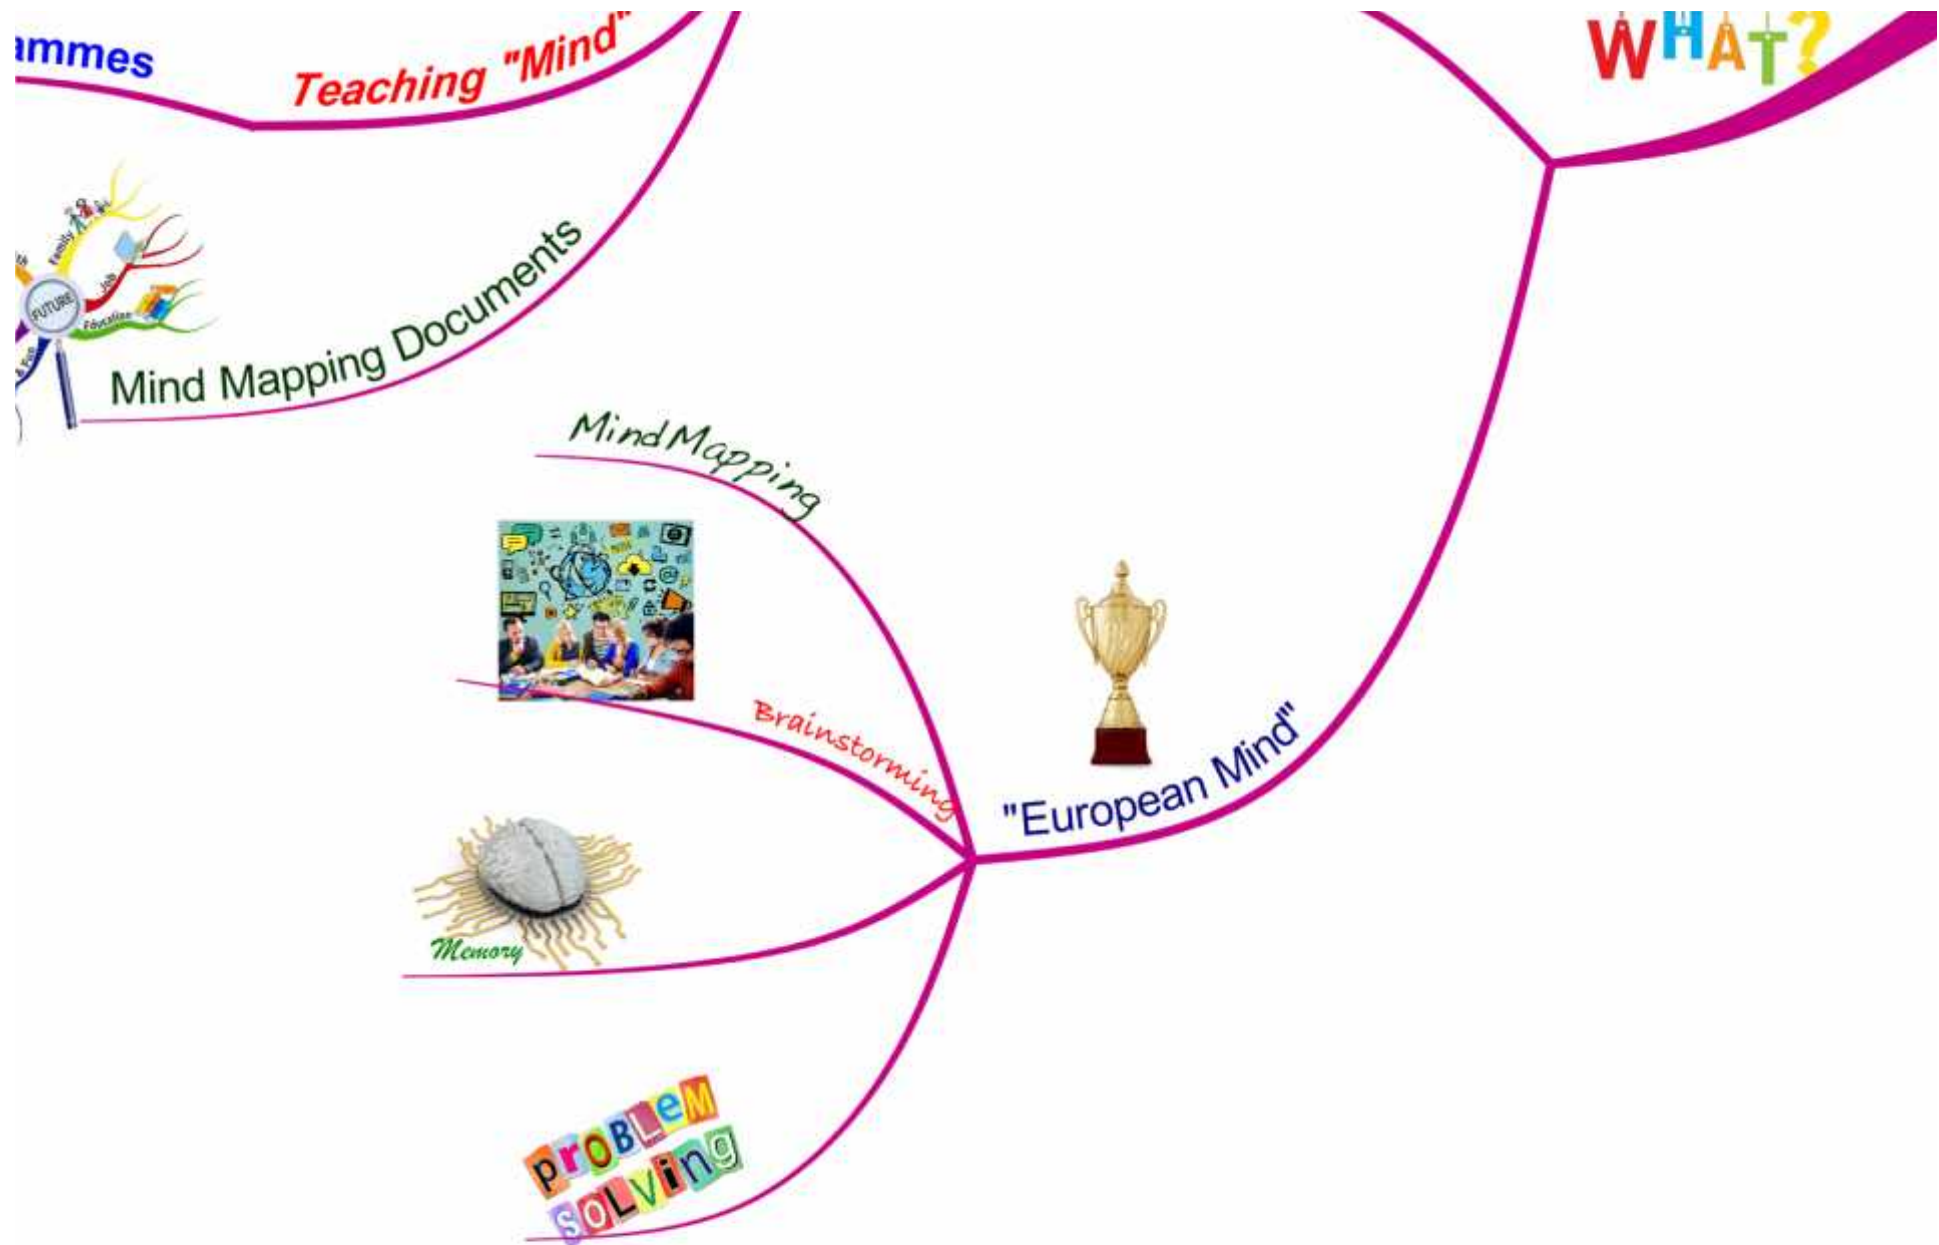 ammes
Teaching "Mind"
WHAT?
Family
Job
FUTURE
Education
& Fun
Mind Mapping Documents
Mind Mapping
Brainstorming
"European Mind"
Memory
PrOBLeM
SOLVing